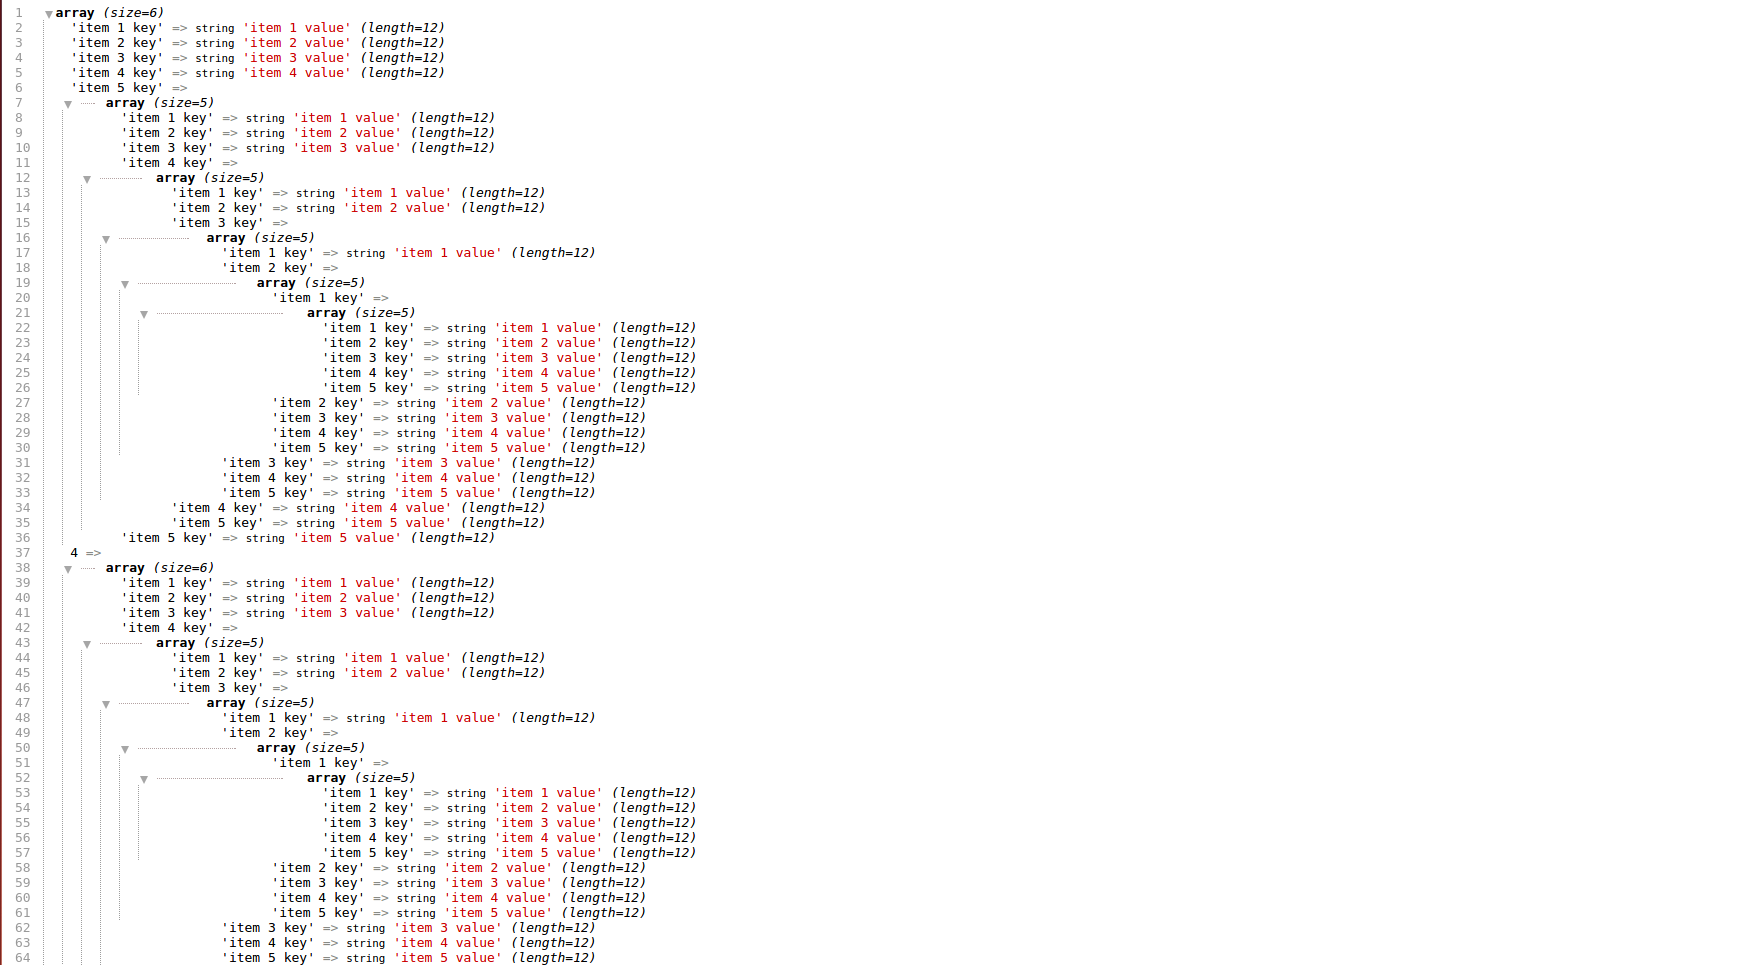 1 ▼array (size=6)
2 'item 1 key' => string 'item 1 value' (length=12)
3 'item 2 key' => string 'item 2 value' (length=12)
4 'item 3 key' => string 'item 3 value' (length=12)
5 'item 4 key' => string 'item 4 value' (length=12)
6 'item 5 key' =>
7 ▼ array (size=5)
8 'item 1 key' => string 'item 1 value' (length=12)
9 'item 2 key' => string 'item 2 value' (length=12)
10 'item 3 key' => string 'item 3 value' (length=12)
11 'item 4 key' =>
12 ▼ array (size=5)
13 'item 1 key' => string 'item 1 value' (length=12)
14 'item 2 key' => string 'item 2 value' (length=12)
15 'item 3 key' =>
16 ▼ array (size=5)
17 'item 1 key' => string 'item 1 value' (length=12)
18 'item 2 key' =>
19 ▼ array (size=5)
20 'item 1 key' =>
21 ▼ array (size=5)
22 'item 1 key' => string 'item 1 value' (length=12)
23 'item 2 key' => string 'item 2 value' (length=12)
24 'item 3 key' => string 'item 3 value' (length=12)
25 'item 4 key' => string 'item 4 value' (length=12)
26 'item 5 key' => string 'item 5 value' (length=12)
27 'item 2 key' => string 'item 2 value' (length=12)
28 'item 3 key' => string 'item 3 value' (length=12)
29 'item 4 key' => string 'item 4 value' (length=12)
30 'item 5 key' => string 'item 5 value' (length=12)
31 'item 3 key' => string 'item 3 value' (length=12)
32 'item 4 key' => string 'item 4 value' (length=12)
33 'item 5 key' => string 'item 5 value' (length=12)
34 'item 4 key' => string 'item 4 value' (length=12)
35 'item 5 key' => string 'item 5 value' (length=12)
36 'item 5 key' => string 'item 5 value' (length=12)
37 4 =>
38 ▼ array (size=6)
39 'item 1 key' => string 'item 1 value' (length=12)
40 'item 2 key' => string 'item 2 value' (length=12)
41 'item 3 key' => string 'item 3 value' (length=12)
42 'item 4 key' =>
43 ▼ array (size=5)
44 'item 1 key' => string 'item 1 value' (length=12)
45 'item 2 key' => string 'item 2 value' (length=12)
46 'item 3 key' =>
47 ▼ array (size=5)
48 'item 1 key' => string 'item 1 value' (length=12)
49 'item 2 key' =>
50 ▼ array (size=5)
51 'item 1 key' =>
52 ▼ array (size=5)
53 'item 1 key' => string 'item 1 value' (length=12)
54 'item 2 key' => string 'item 2 value' (length=12)
55 'item 3 key' => string 'item 3 value' (length=12)
56 'item 4 key' => string 'item 4 value' (length=12)
57 'item 5 key' => string 'item 5 value' (length=12)
58 'item 2 key' => string 'item 2 value' (length=12)
59 'item 3 key' => string 'item 3 value' (length=12)
60 'item 4 key' => string 'item 4 value' (length=12)
61 'item 5 key' => string 'item 5 value' (length=12)
62 'item 3 key' => string 'item 3 value' (length=12)
63 'item 4 key' => string 'item 4 value' (length=12)
64 'item 5 key' => string 'item 5 value' (length=12)